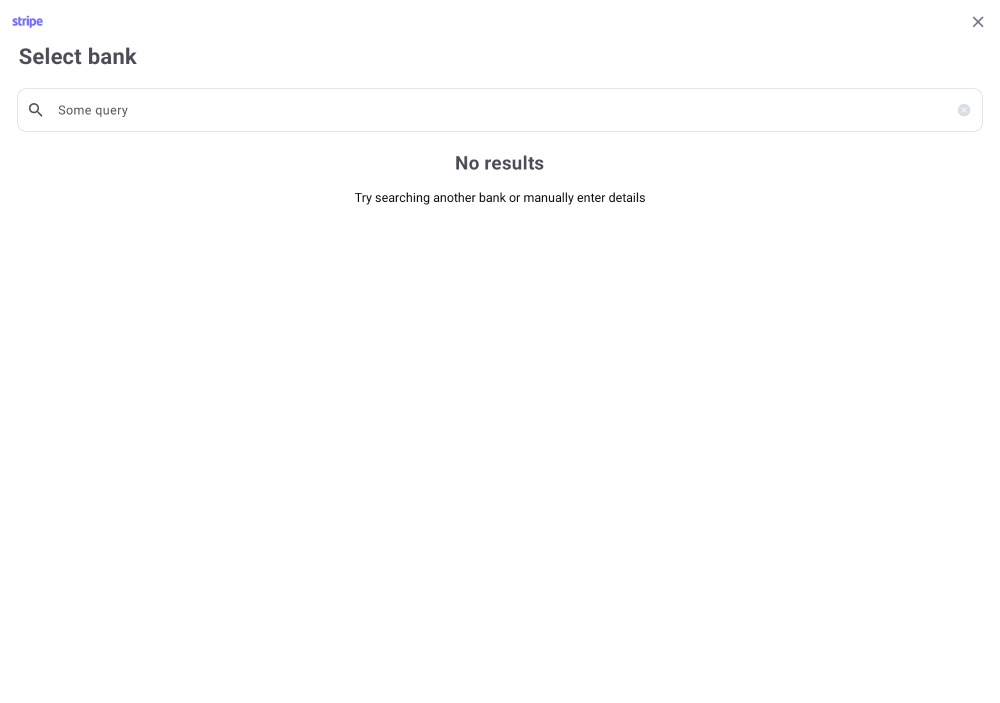 stripe
Select bank
Some query
No results
Try searching another bank or manually enter details